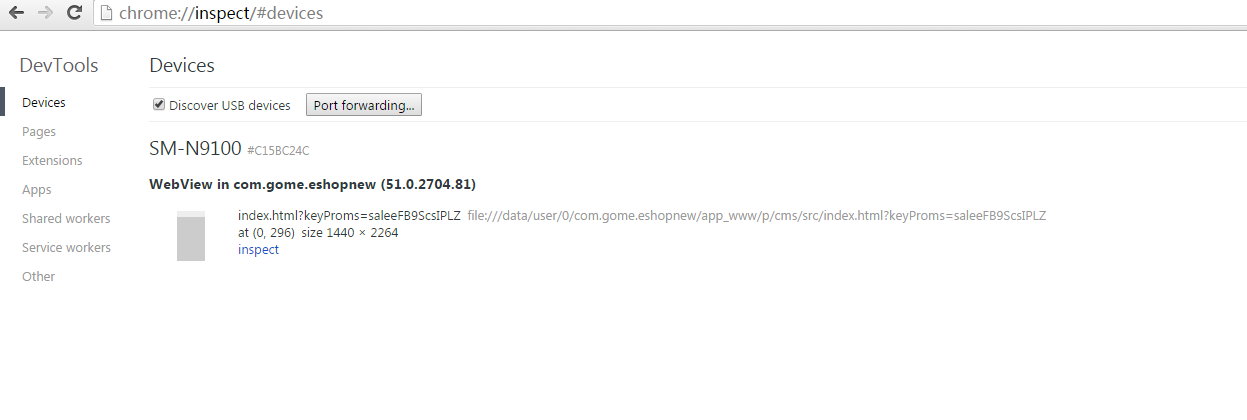 chrome://inspect/#devices
DevTools
Devices
Pages
Extensions
Apps
Shared workers
Service workers
Other
Devices
Discover USB devices Port forwarding...
SM-N9100 #C15BC24C
WebView in com.gome.eshopnew (51.0.2704.81)
index.html?keyProms=saleeFB9ScsIPLZ file:///data/user/0/com.gome.eshopnew/app_www/p/cms/src/index.html?keyProms=saleeFB9ScsIPLZ
at (0, 296) size 1440 × 2264
inspect